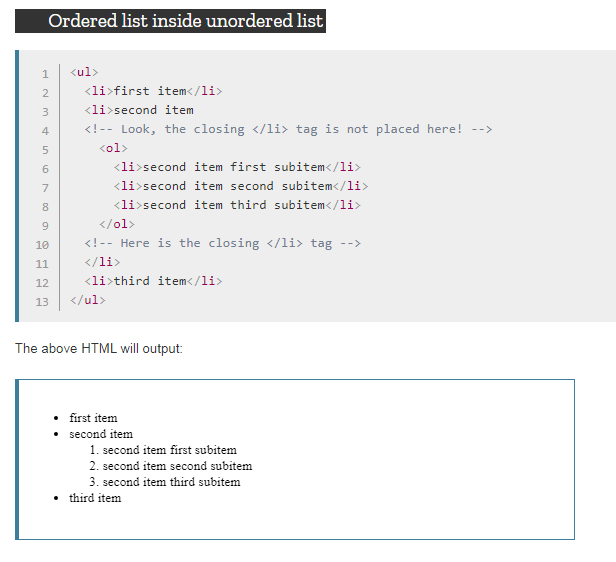 Ordered list inside unordered list
1 <ul>
2 <li>first item</li>
3 <li>second item
4 <!-- Look, the closing </li> tag is not placed here! -->
5 <ol>
6 <li>second item first subitem</li>
7 <li>second item second subitem</li>
8 <li>second item third subitem</li>
9 </ol>
10 <!-- Here is the closing </li> tag -->
11 </li>
12 <li>third item</li>
13 </ul>
The above HTML will output:
• first item
• second item
1. second item first subitem
2. second item second subitem
3. second item third subitem
• third item